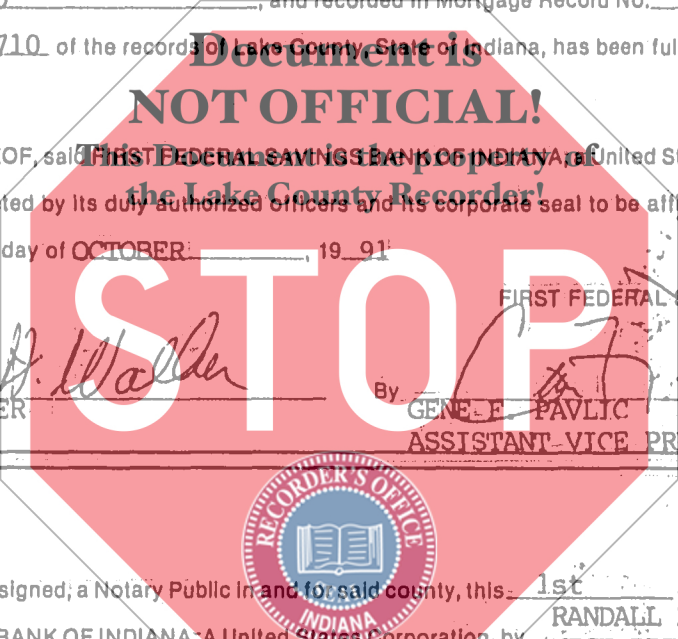 , and recorded in Mortgage Record No.
710 of the records of Lake County, State of Indiana, has been ful
Document is
NOT OFFICIAL!
OF, said FIRST FEDERAL SAVINGS BANK OF INDIANA, a United St
This Document is the property of
the Lake County Recorder!
ted by its duly authorized officers and its corporate seal to be aff
day of OCTOBER , 19 91
STOP
FIRST FEDERAL S
By
ER
GENE E. PAVLIC
ASSISTANT VICE PR
RECORDER'S OFFICE
INDIANA
signed, a Notary Public in and for said county, this 1st
RANDALL
BANK OF INDIANA, A United States Corporation, by